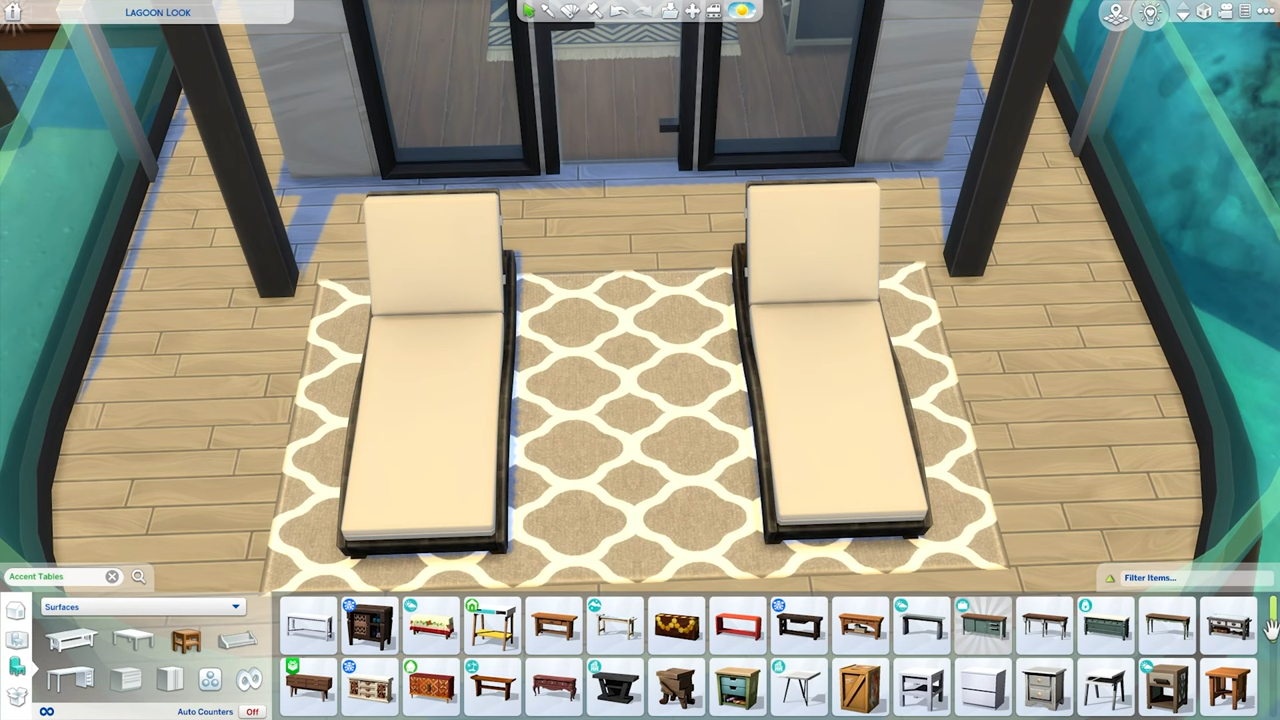 LAGOON LOOK
Accent Tables
Filter Items...
Surfaces
Auto Counters Off